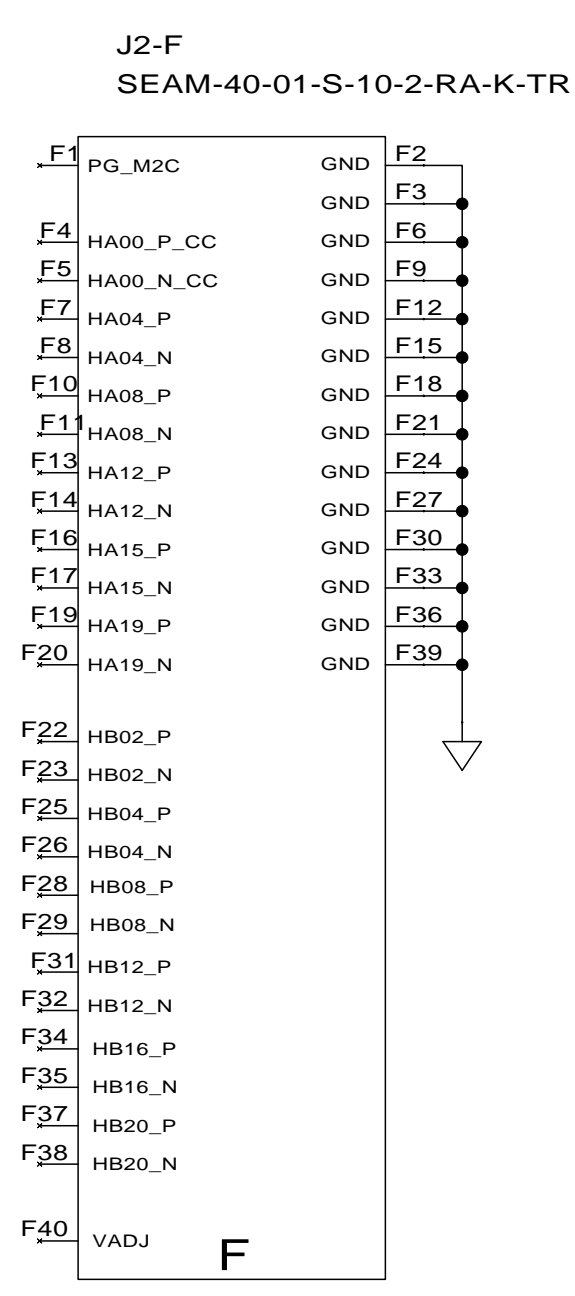 J2-F
SEAM-40-01-S-10-2-RA-K-TR
F1 PG_M2C GND F2
GND F3
F4 HA00_P_CC GND F6
F5 HA00_N_CC GND F9
F7 HA04_P GND F12
F8 HA04_N GND F15
F10 HA08_P GND F18
F11 HA08_N GND F21
F13 HA12_P GND F24
F14 HA12_N GND F27
F16 HA15_P GND F30
F17 HA15_N GND F33
F19 HA19_P GND F36
F20 HA19_N GND F39
F22 HB02_P
F23 HB02_N
F25 HB04_P
F26 HB04_N
F28 HB08_P
F29 HB08_N
F31 HB12_P
F32 HB12_N
F34 HB16_P
F35 HB16_N
F37 HB20_P
F38 HB20_N
F40 VADJ
F